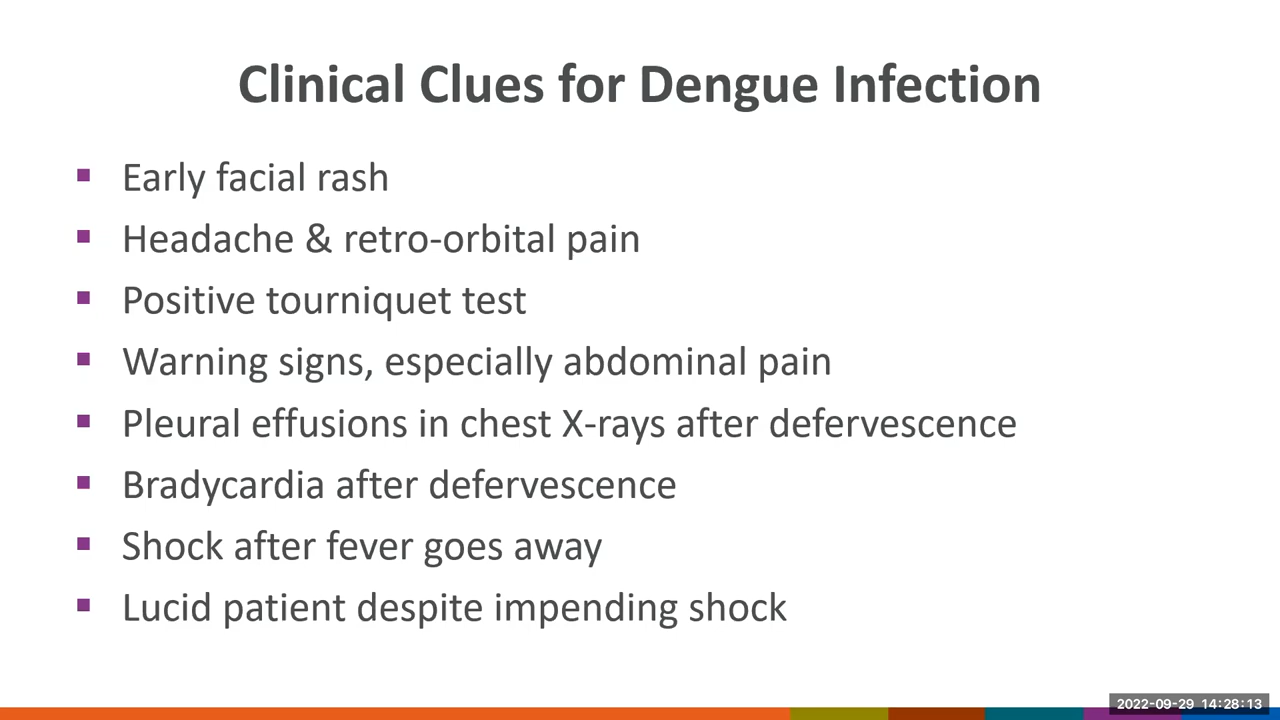 Clinical Clues for Dengue Infection
▪ Early facial rash
▪ Headache & retro-orbital pain
▪ Positive tourniquet test
▪ Warning signs, especially abdominal pain
▪ Pleural effusions in chest X-rays after defervescence
▪ Bradycardia after defervescence
▪ Shock after fever goes away
▪ Lucid patient despite impending shock
2022-09-29 14:28:13